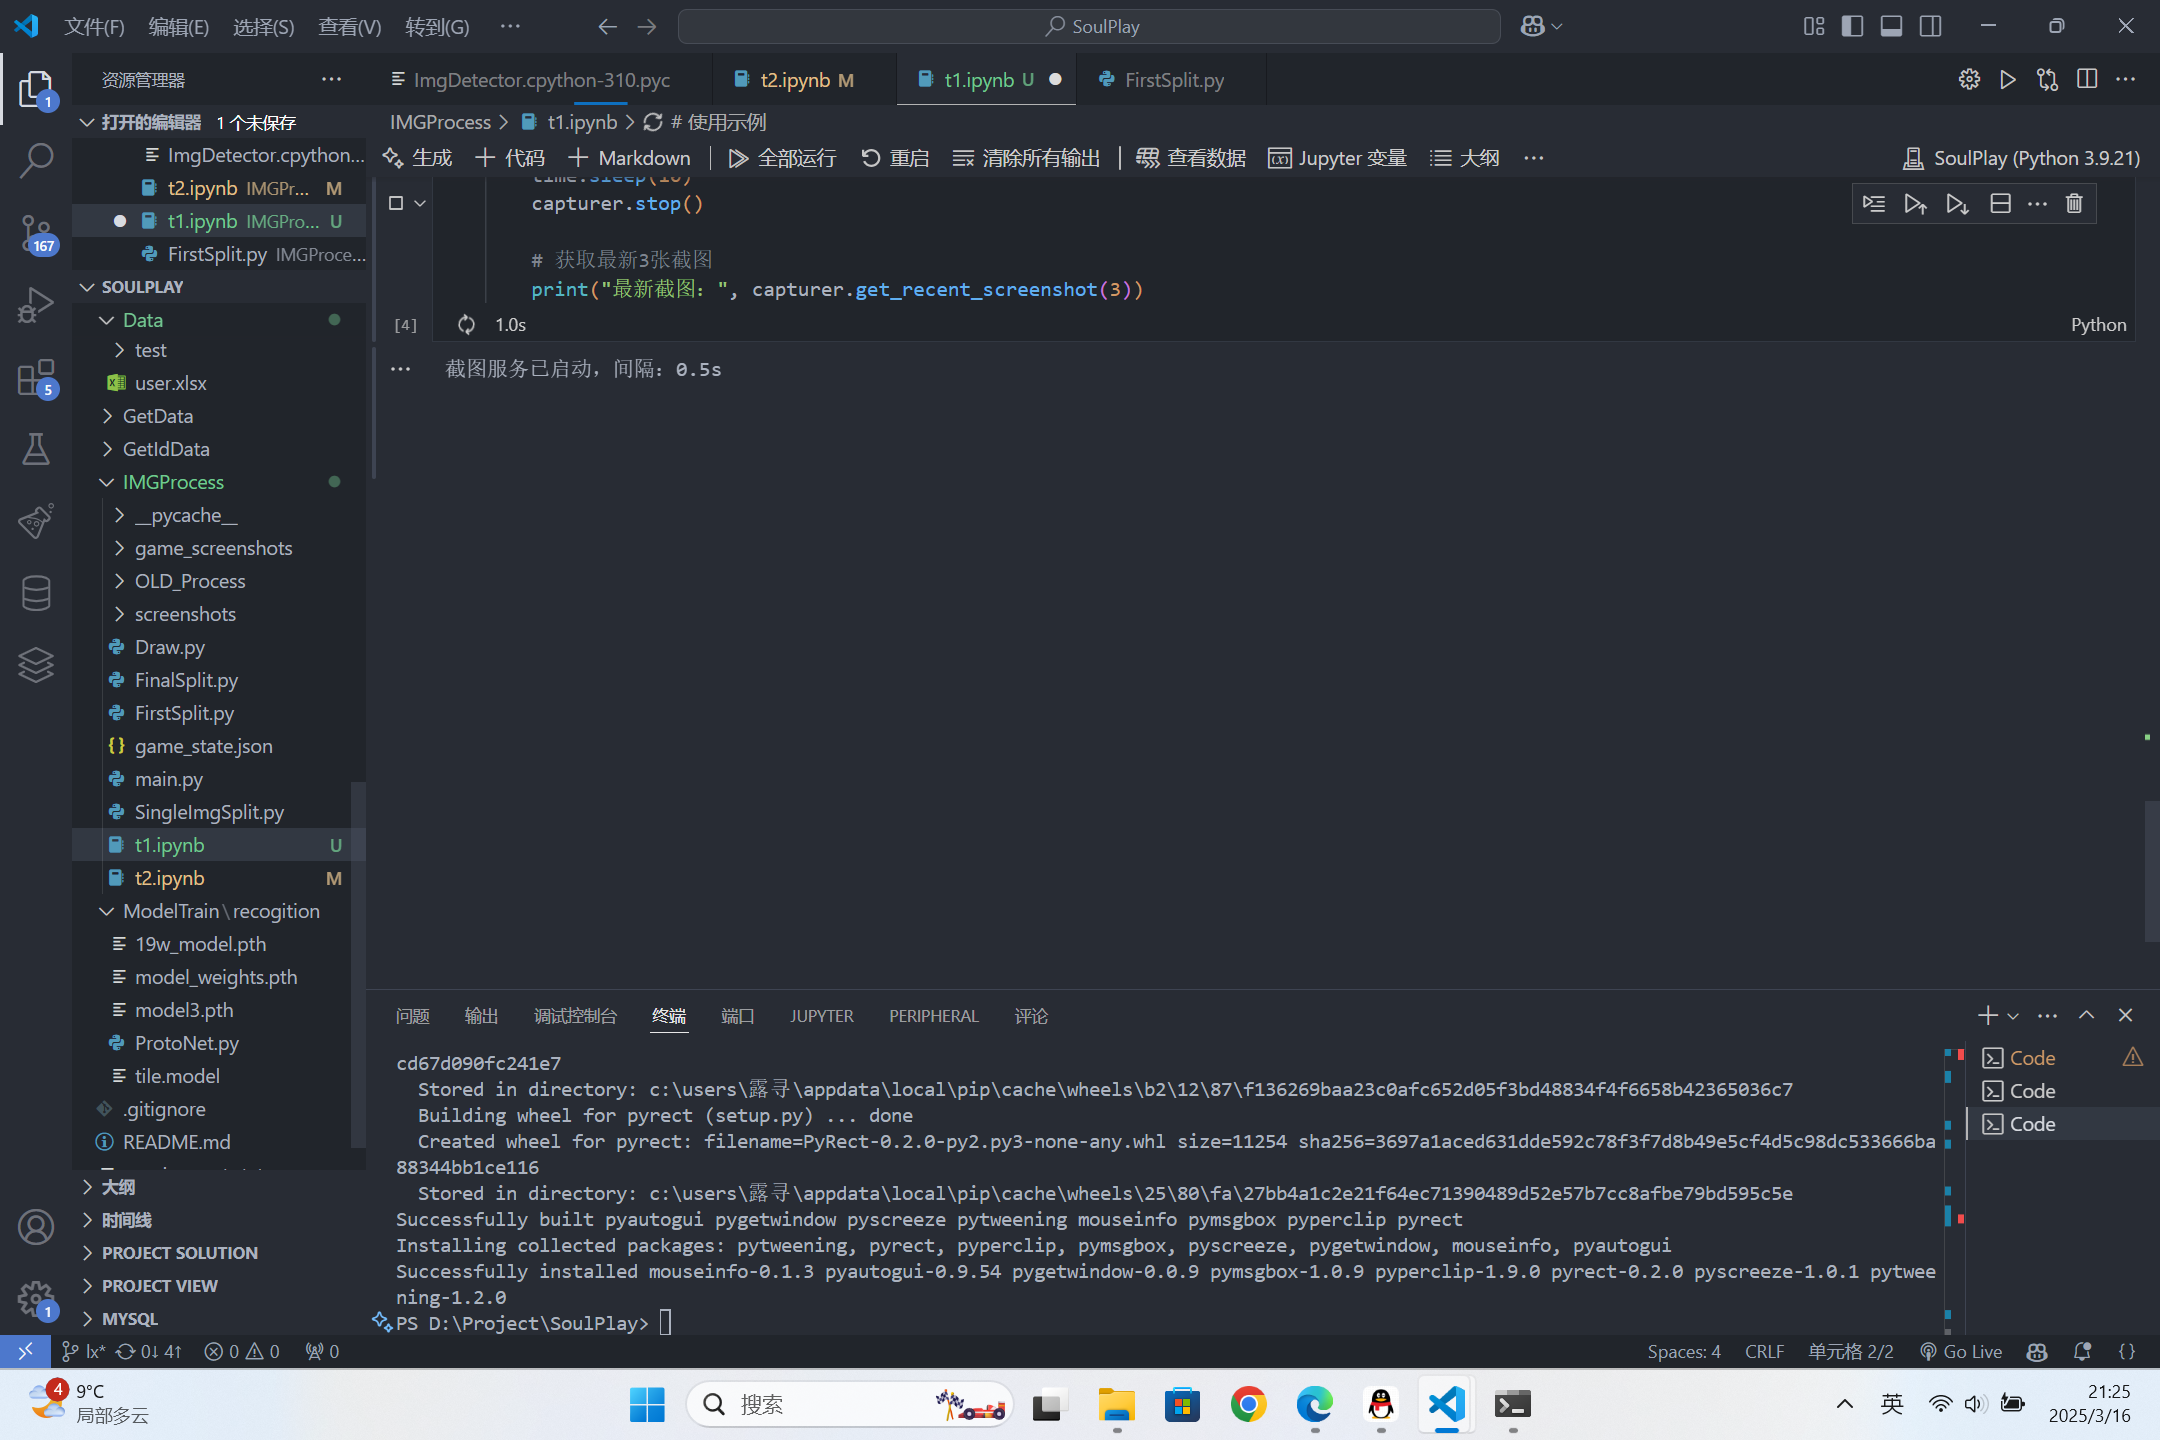 文件(F) 编辑(E) 选择(S) 查看(V) 转到(G) ··· SoulPlay
资源管理器 ···
ImgDetector.cpython-310.pyc t2.ipynb M t1.ipynb U FirstSplit.py
打开的编辑器 1 个未保存
ImgDetector.cpython...
t2.ipynb IMGPr... M
t1.ipynb IMGPro... U
FirstSplit.py IMGProce...
SOULPLAY
Data
test
user.xlsx
GetData
GetIdData
IMGProcess
__pycache__
game_screenshots
OLD_Process
screenshots
Draw.py
FinalSplit.py
FirstSplit.py
game_state.json
main.py
SingleImgSplit.py
t1.ipynb U
t2.ipynb M
ModelTrain\recogition
19w_model.pth
model_weights.pth
model3.pth
ProtoNet.py
tile.model
.gitignore
README.md
大纲
时间线
PROJECT SOLUTION
PROJECT VIEW
MYSQL
1
167
5
1
IMGProcess > t1.ipynb > # 使用示例
生成 + 代码 + Markdown | 全部运行 重启 清除所有输出 | 查看数据 Jupyter 变量 大纲 ··· SoulPlay (Python 3.9.21)
time.sleep(10)
capturer.stop()
# 获取最新3张截图
print("最新截图：", capturer.get_recent_screenshot(3))
[4] 1.0s Python
截图服务已启动，间隔：0.5s
问题 输出 调试控制台 终端 端口 JUPYTER PERIPHERAL 评论
cd67d090fc241e7
Stored in directory: c:\users\露寻\appdata\local\pip\cache\wheels\b2\12\87\f136269baa23c0afc652d05f3bd48834f4f6658b42365036c7
Building wheel for pyrect (setup.py) ... done
Created wheel for pyrect: filename=PyRect-0.2.0-py2.py3-none-any.whl size=11254 sha256=3697a1aced631dde592c78f3f7d8b49e5cf4d5c98dc533666ba
88344bb1ce116
Stored in directory: c:\users\露寻\appdata\local\pip\cache\wheels\25\80\fa\27bb4a1c2e21f64ec71390489d52e57b7cc8afbe79bd595c5e
Successfully built pyautogui pygetwindow pyscreeze pytweening mouseinfo pymsgbox pyperclip pyrect
Installing collected packages: pytweening, pyrect, pyperclip, pymsgbox, pyscreeze, pygetwindow, mouseinfo, pyautogui
Successfully installed mouseinfo-0.1.3 pyautogui-0.9.54 pygetwindow-0.0.9 pymsgbox-1.0.9 pyperclip-1.9.0 pyrect-0.2.0 pyscreeze-1.0.1 pytwee
ning-1.2.0
PS D:\Project\SoulPlay>
Code
Code
Code
lx* 0↓ 4↑ 0 0 0 Spaces: 4 CRLF 单元格 2/2 Go Live {}
4 9°C
局部多云
搜索
英
21:25
2025/3/16